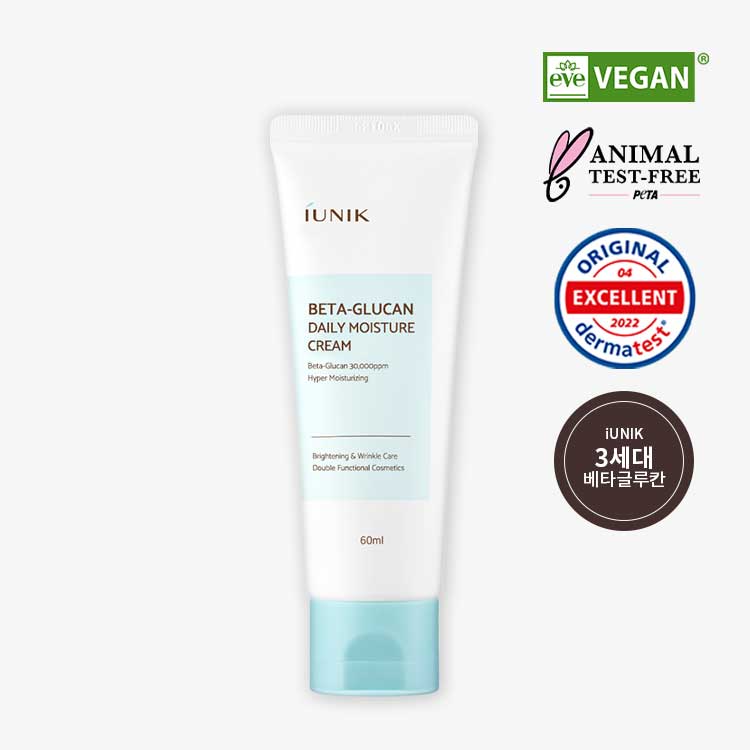 iUNIK
BETA-GLUCAN
DAILY MOISTURE
CREAM
Beta-Glucan 30,000ppm
Hyper Moisturizing
Brightening & Wrinkle Care
Double Functional Cosmetics
60ml
eve VEGAN®
ANIMAL
TEST-FREE
PETA
ORIGINAL
04
EXCELLENT
2022
dermatest®
iUNIK
3세대
베타글루칸